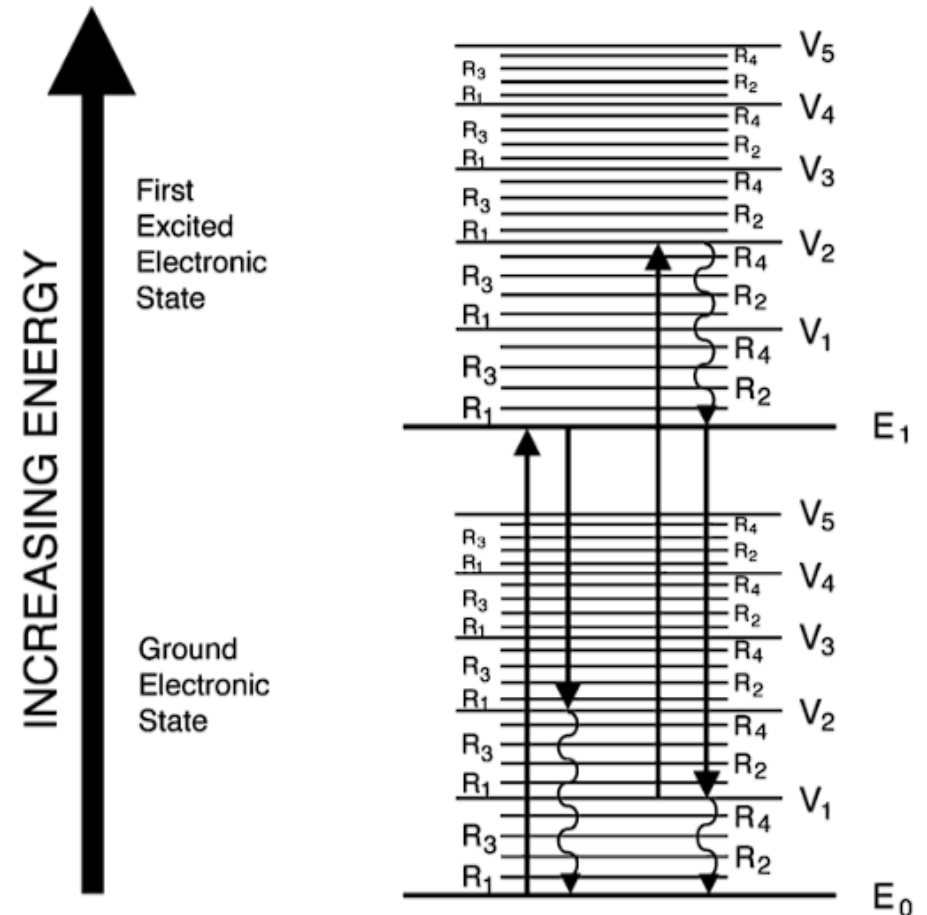 INCREASING ENERGY
First
Excited
Electronic
State
Ground
Electronic
State
V5
R4
R3
R2
R1
V4
R4
R3
R2
R1
V3
R4
R3
R2
R1
V2
R4
R3
R2
R1
V1
R4
R3
R2
R1
E1
V5
R4
R3
R2
R1
V4
R4
R3
R2
R1
V3
R4
R3
R2
R1
V2
R4
R3
R2
R1
V1
R4
R3
R2
R1
E0